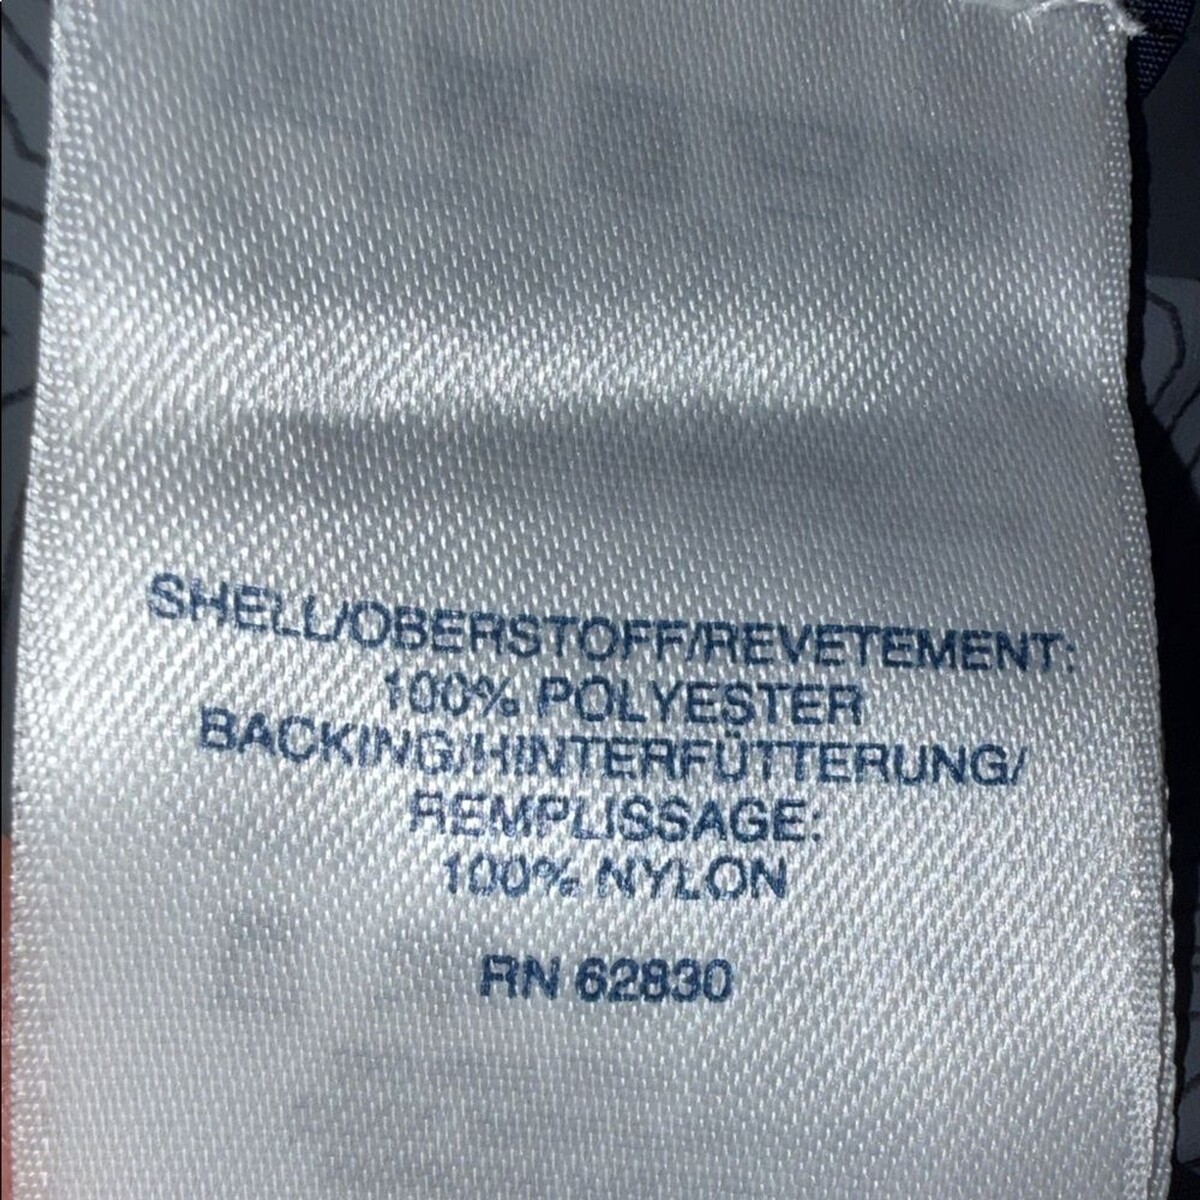 SHELL/OBERSTOFF/REVETEMENT:
100% POLYESTER
BACKING/HINTERFÜTTERUNG/
REMPLISSAGE:
100% NYLON
RN 62830